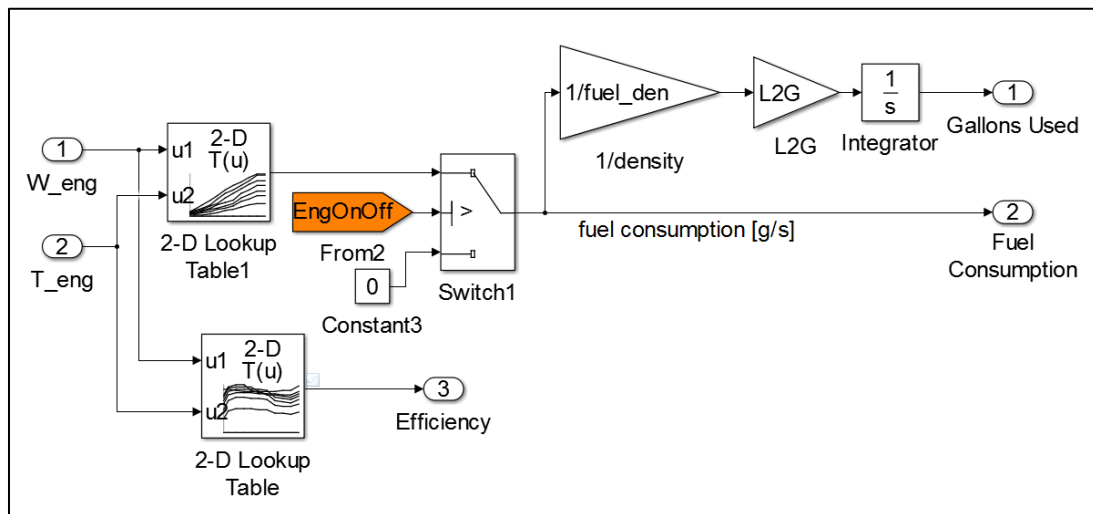 1
W_eng
2
T_eng
2-D
T(u)
u1
u2
2-D Lookup
Table1
EngOnOff
From2
0
Constant3
>
Switch1
1/fuel_den
1/density
L2G
L2G
1
s
Integrator
1
Gallons Used
fuel consumption [g/s]
2
Fuel
Consumption
2-D
T(u)
u1
u2
2-D Lookup
Table
3
Efficiency